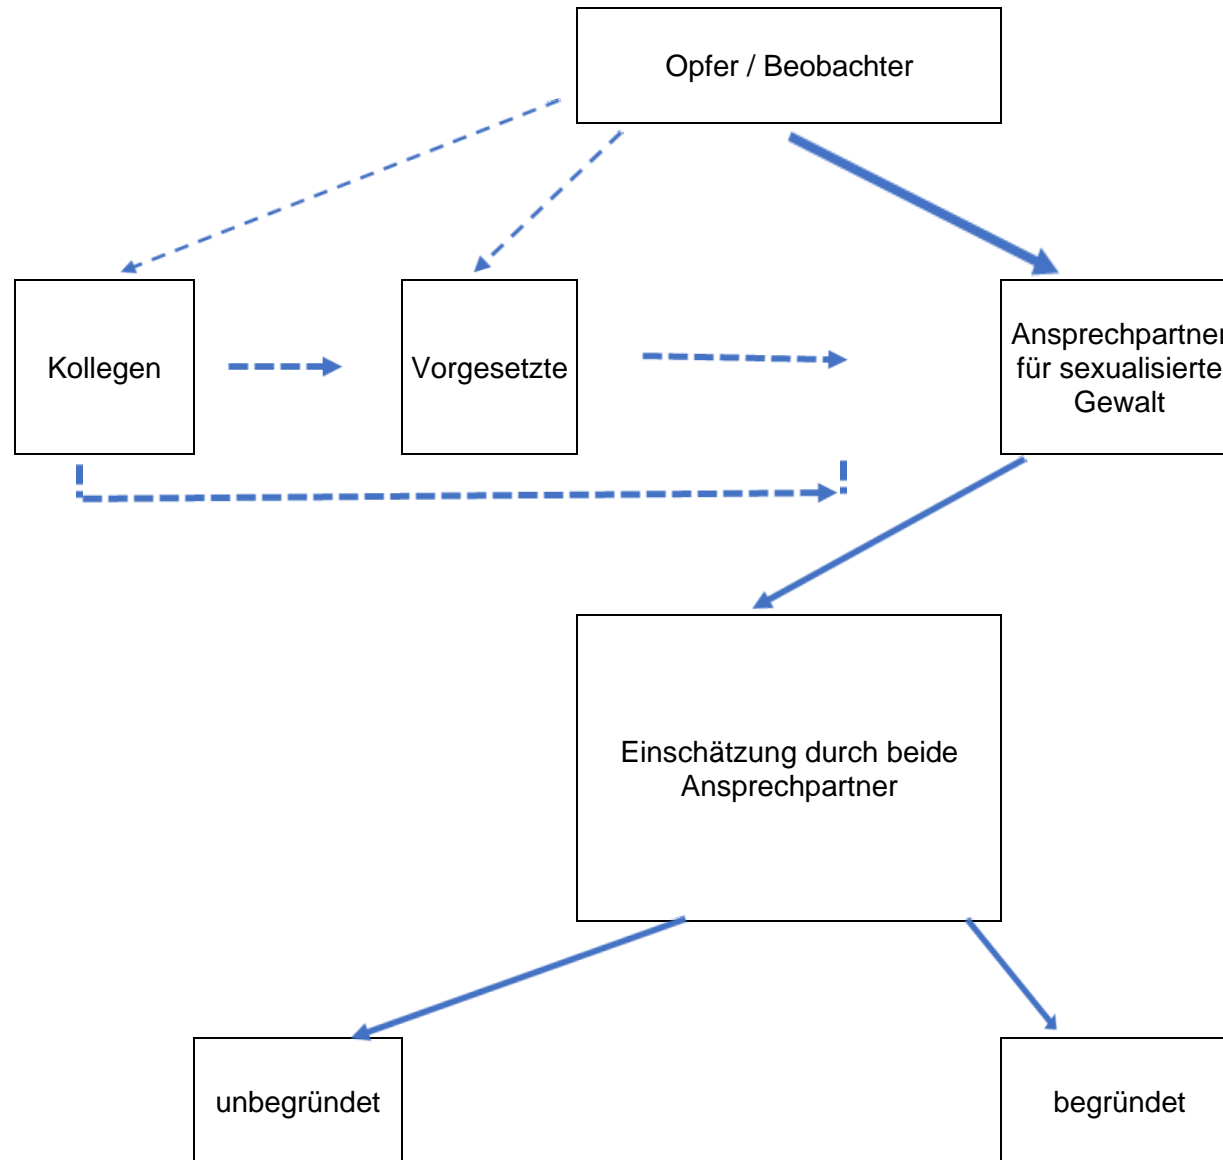 Opfer / Beobachter
Kollegen
Vorgesetzte
Ansprechpartner
für sexualisierte
Gewalt
Einschätzung durch beide
Ansprechpartner
unbegründet
begründet